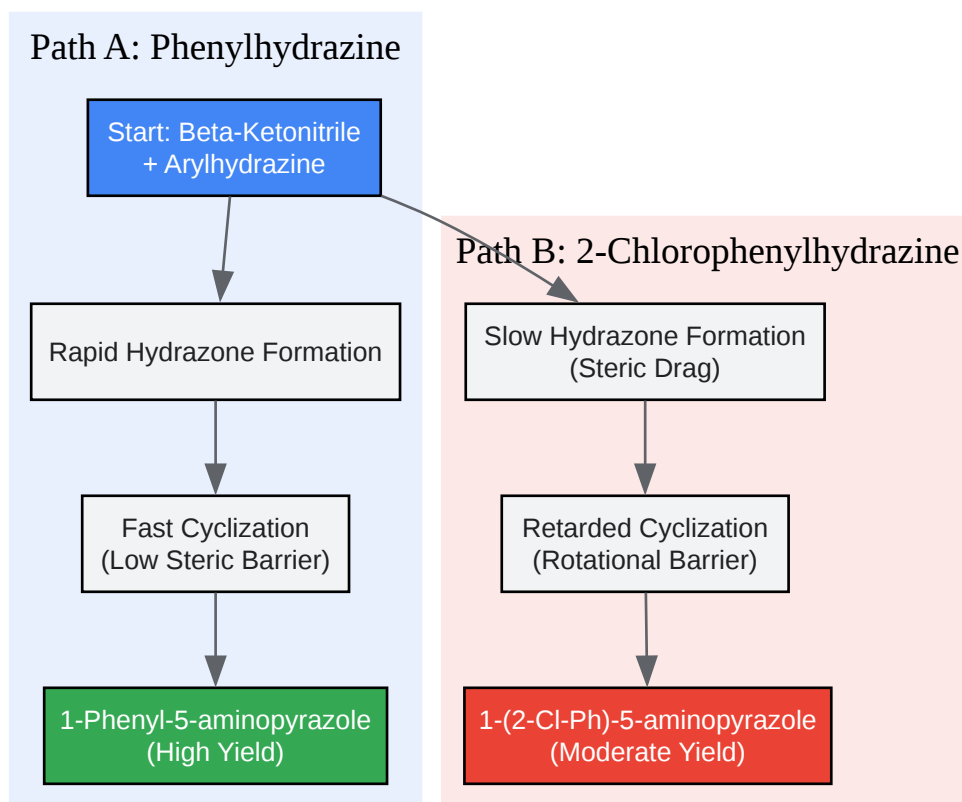 Path A: Phenylhydrazine
Start: Beta-Ketonitrile
+ Arylhydrazine
Rapid Hydrazone Formation
Fast Cyclization
(Low Steric Barrier)
1-Phenyl-5-aminopyrazole
(High Yield)
Path B: 2-Chlorophenylhydrazine
Slow Hydrazone Formation
(Steric Drag)
Retarded Cyclization
(Rotational Barrier)
1-(2-Cl-Ph)-5-aminopyrazole
(Moderate Yield)